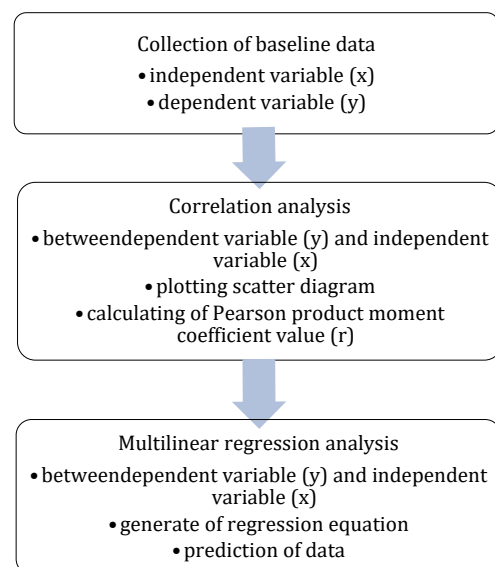 Collection of baseline data
• independent variable (x)
• dependent variable (y)
Correlation analysis
• betweendependent variable (y) and independent
variable (x)
• plotting scatter diagram
• calculating of Pearson product moment
coefficient value (r)
Multilinear regression analysis
• betweendependent variable (y) and independent
variable (x)
• generate of regression equation
• prediction of data